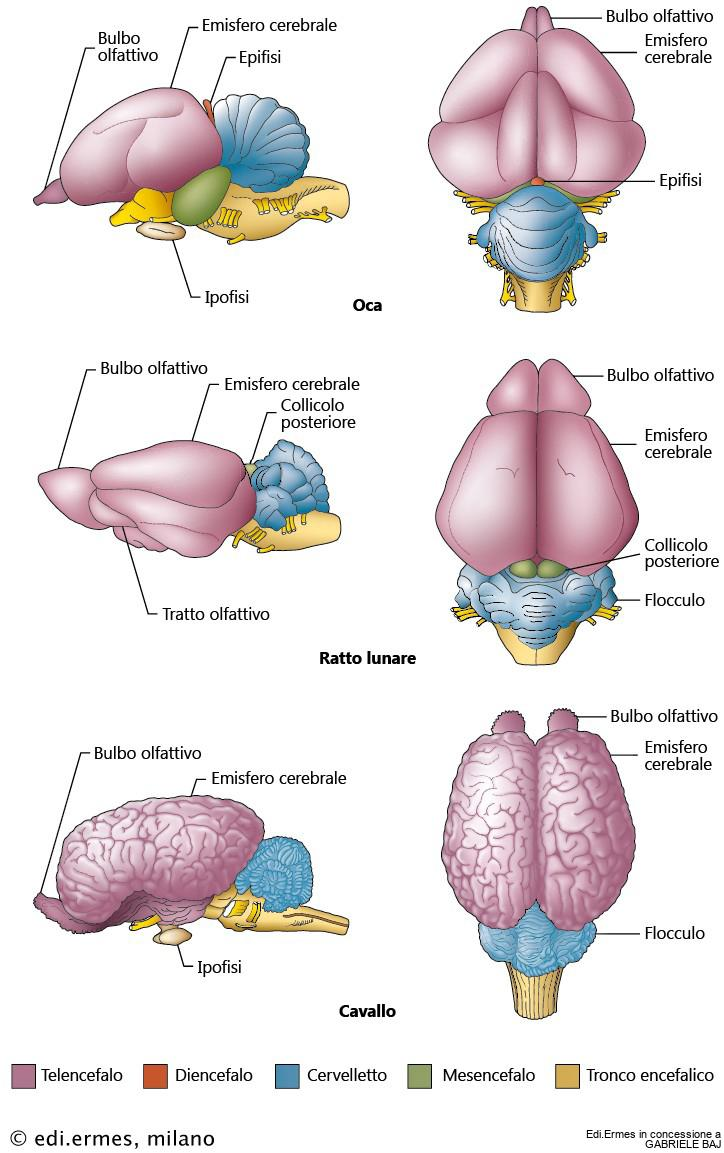 Bulbo
olfattivo
Emisfero cerebrale
Epifisi
Ipofisi
Bulbo olfattivo
Emisfero
cerebrale
Epifisi
Oca
Bulbo olfattivo
Emisfero cerebrale
Collicolo
posteriore
Tratto olfattivo
Bulbo olfattivo
Emisfero
cerebrale
Collicolo
posteriore
Flocculo
Ratto lunare
Bulbo olfattivo
Emisfero cerebrale
Ipofisi
Bulbo olfattivo
Emisfero
cerebrale
Flocculo
Cavallo
Telencefalo
Diencefalo
Cervelletto
Mesencefalo
Tronco encefalico
© edi.ermes, milano
Edi.Ermes in concessione a
GABRIELE BAJ